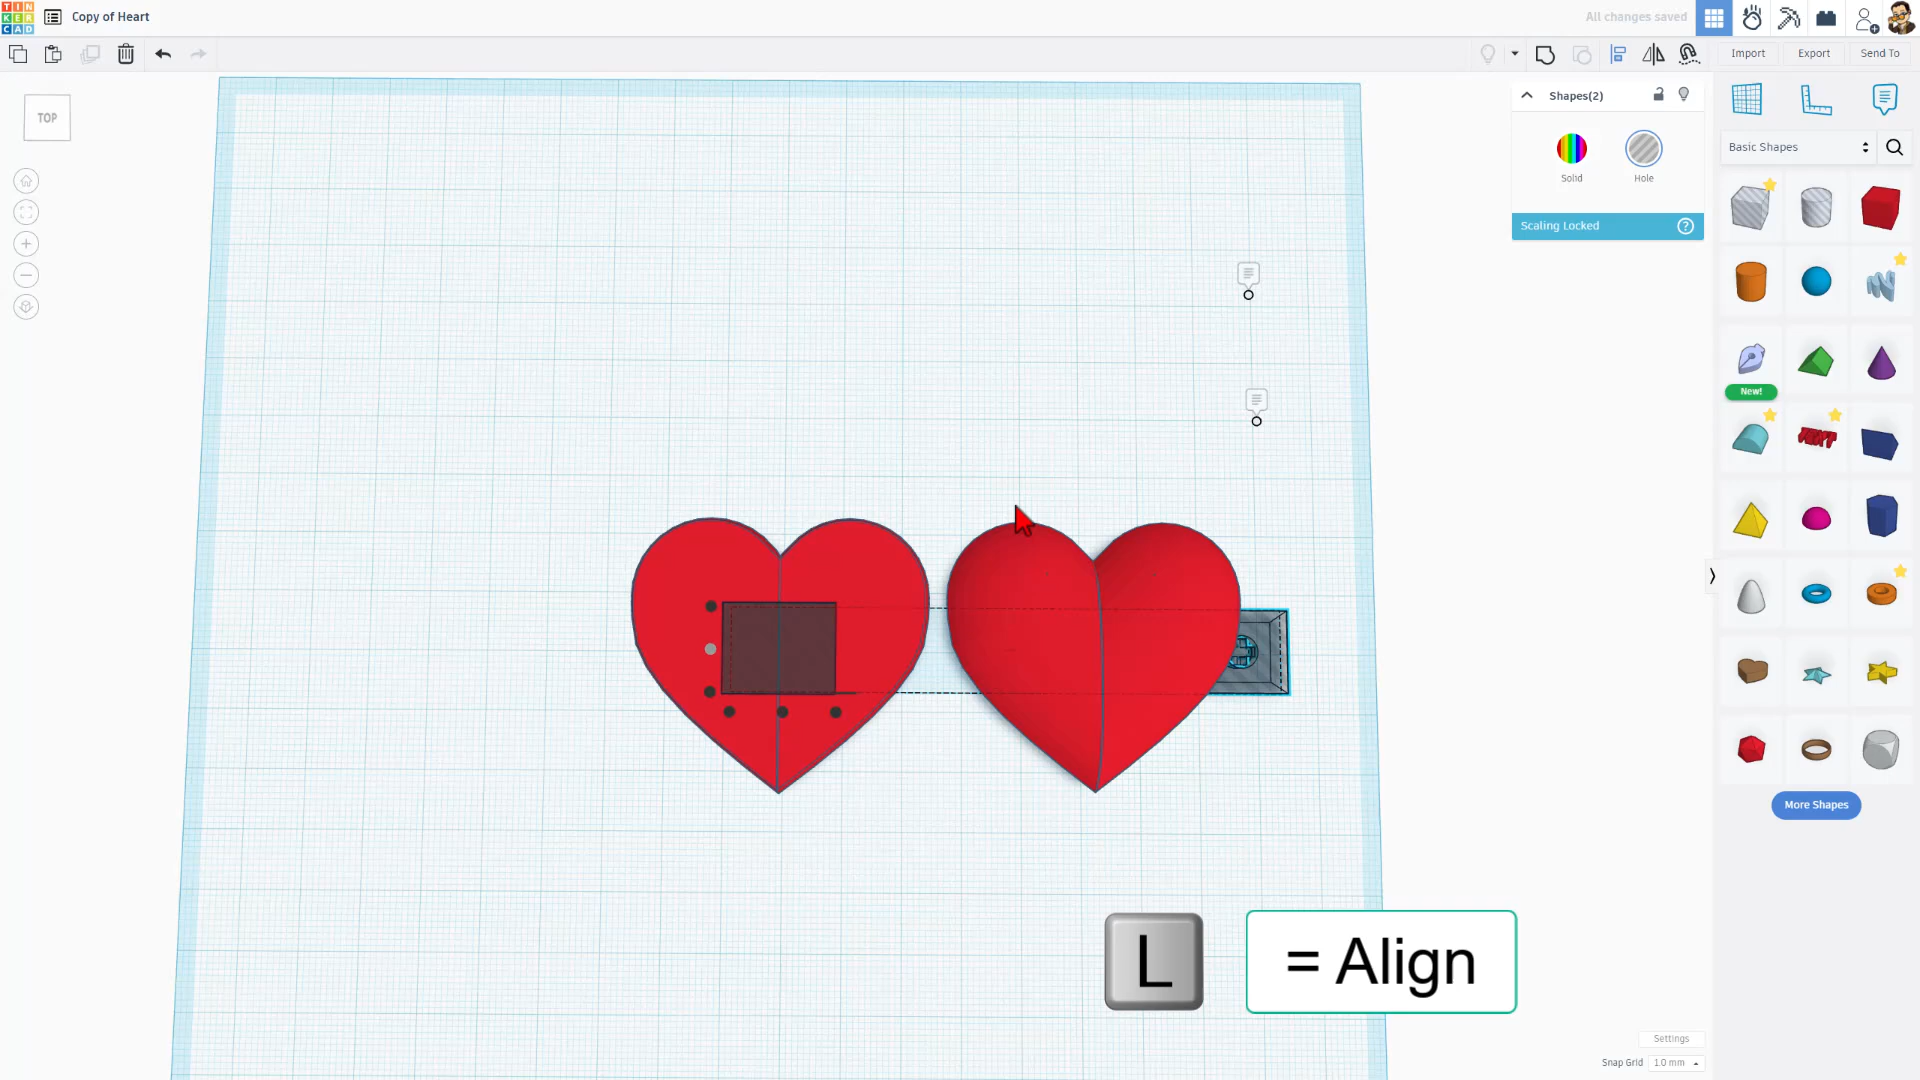 TIN
KER
CAD
Copy of Heart
All changes saved
Import
Export
Send To
TOP
Shapes(2)
Solid
Hole
Scaling Locked
?
Basic Shapes
New!
More Shapes
L
= Align
Settings
Snap Grid
1.0 mm